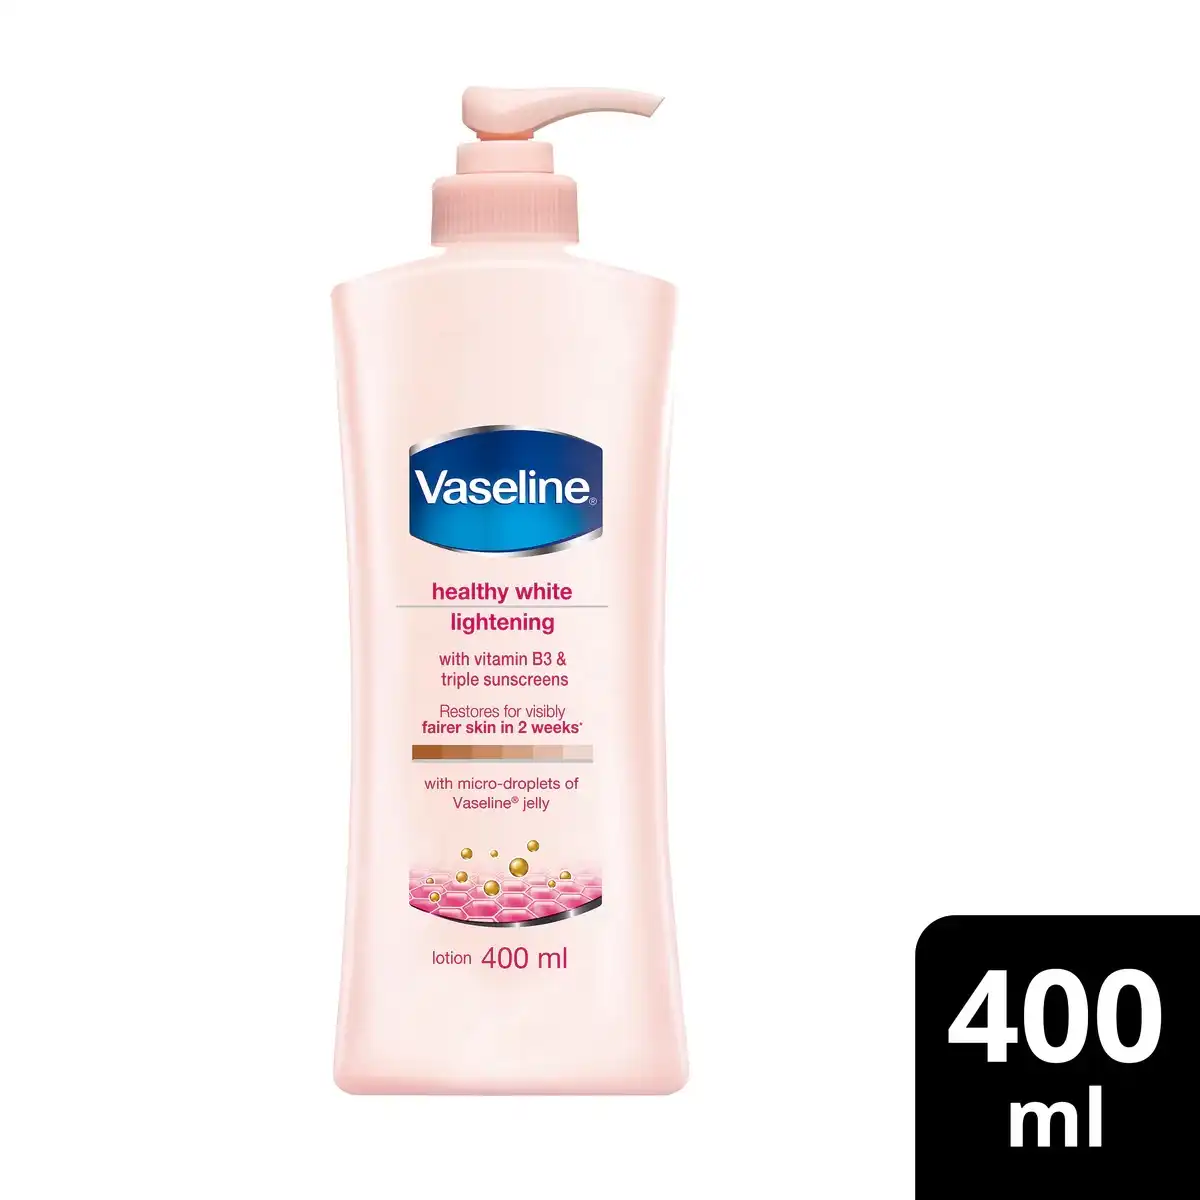 Vaseline®
healthy white
lightening
with vitamin B3 &
triple sunscreens
Restores for visibly
fairer skin in 2 weeks*
with micro-droplets of
Vaseline® jelly
lotion 400 ml
400
ml